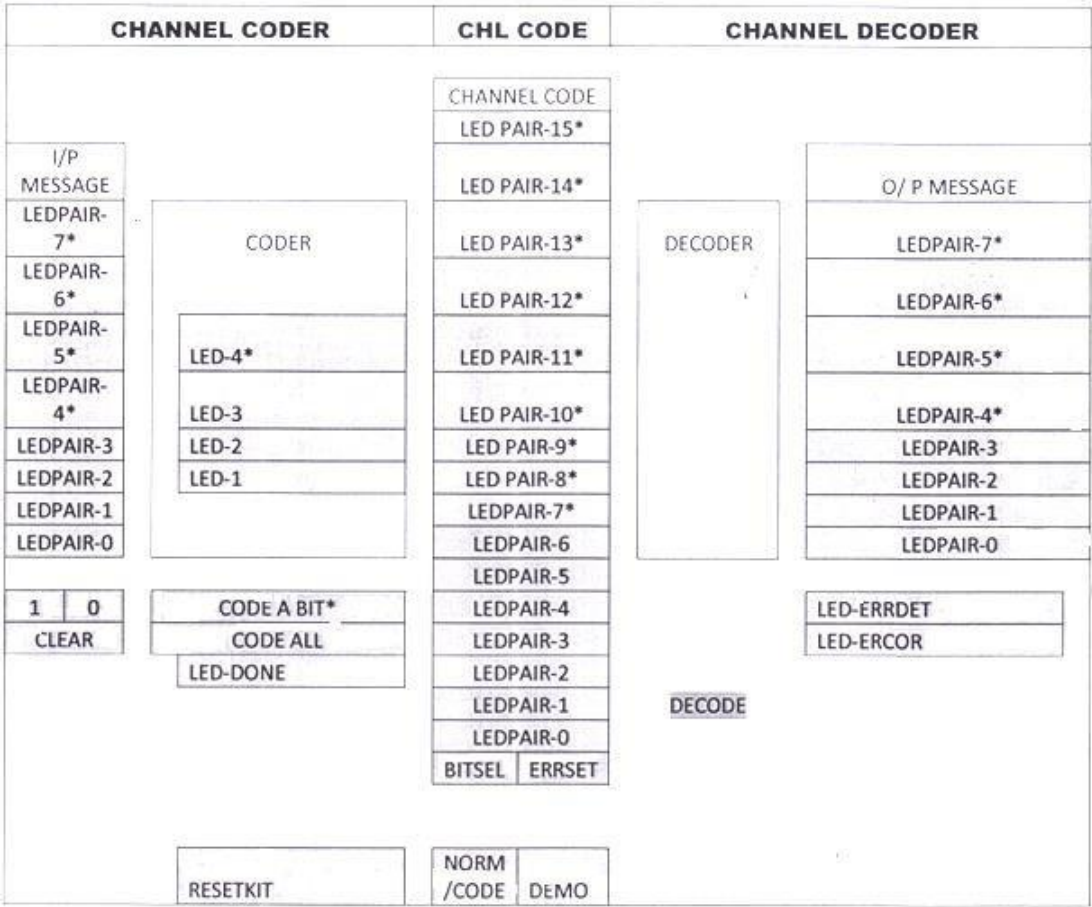 CHANNEL CODER CHL CODE CHANNEL DECODER
CHANNEL CODE
LED PAIR-15*
I/P
MESSAGE LED PAIR-14* O/ P MESSAGE
LEDPAIR-
7* CODER LED PAIR-13* DECODER LEDPAIR-7*
LEDPAIR-
6* LED PAIR-12* LEDPAIR-6*
LEDPAIR-
5* LED-4* LED PAIR-11* LEDPAIR-5*
LEDPAIR-
4* LED-3 LED PAIR-10* LEDPAIR-4*
LEDPAIR-3 LED-2 LED PAIR-9* LEDPAIR-3
LEDPAIR-2 LED-1 LED PAIR-8* LEDPAIR-2
LEDPAIR-1 LEDPAIR-7* LEDPAIR-1
LEDPAIR-0 LEDPAIR-6 LEDPAIR-0
LEDPAIR-5
1 0 CODE A BIT* LEDPAIR-4 LED-ERRDET
CLEAR CODE ALL LEDPAIR-3 LED-ERCOR
LED-DONE LEDPAIR-2
LEDPAIR-1 DECODE
LEDPAIR-0
BITSEL ERRSET
NORM
RESETKIT /CODE DEMO